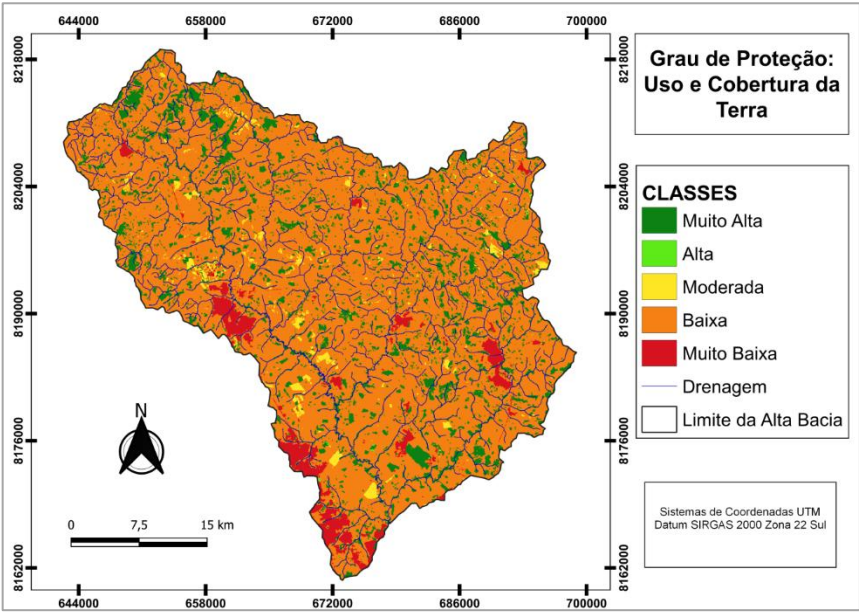 644000 658000 672000 686000 700000
8218000 8218000
8204000 8204000
8190000 8190000
8176000 8176000
8162000 8162000
N
0 7,5 15 km
644000 658000 672000 686000 700000
Grau de Proteção:
Uso e Cobertura da
Terra
CLASSES
Muito Alta
Alta
Moderada
Baixa
Muito Baixa
Drenagem
Limite da Alta Bacia
Sistemas de Coordenadas UTM
Datum SIRGAS 2000 Zona 22 Sul